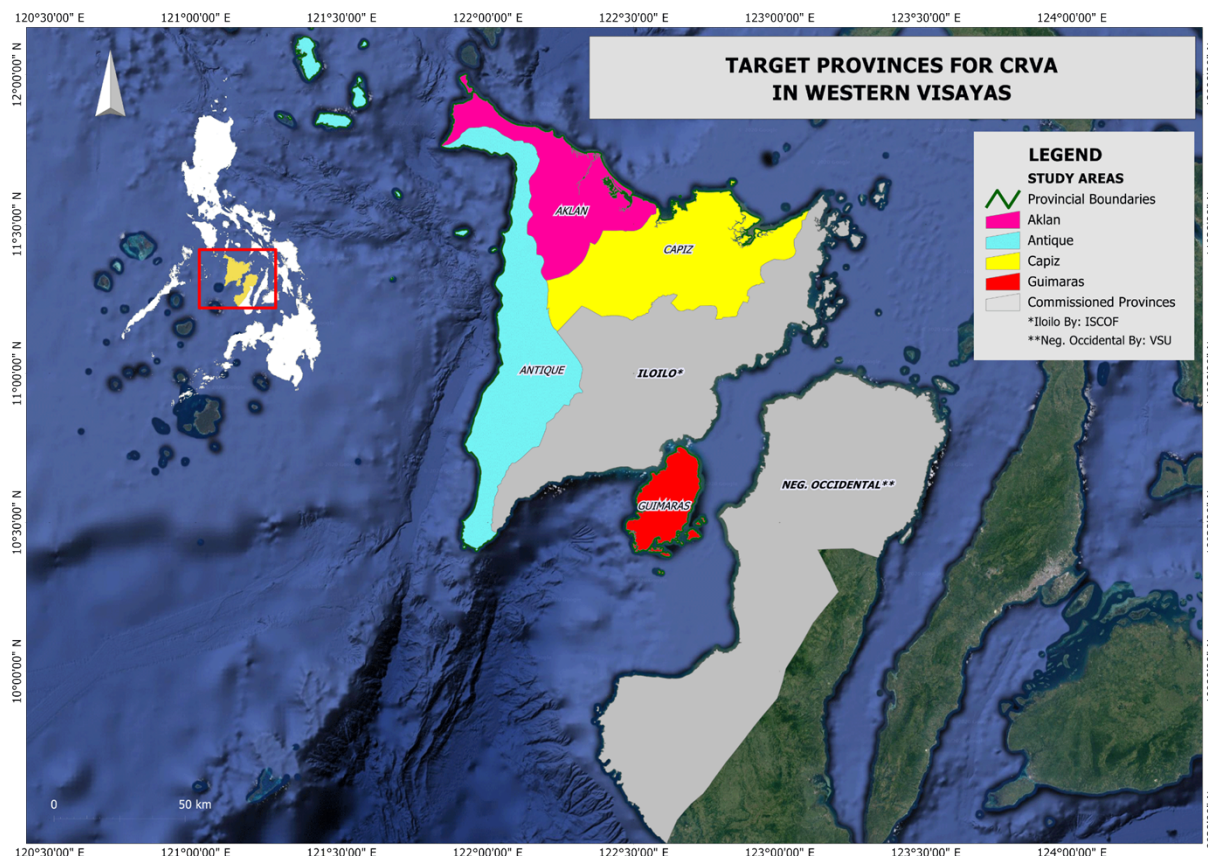 120°30'00" E 121°00'00" E 121°30'00" E 122°00'00" E 122°30'00" E 123°00'00" E 123°30'00" E 124°00'00" E
TARGET PROVINCES FOR CRVA
IN WESTERN VISAYAS
LEGEND
STUDY AREAS
Provincial Boundaries
Aklan
Antique
Capiz
Guimaras
Commissioned Provinces
*Iloilo By: ISCOF
**Neg. Occidental By: VSU
12°00'00" N
11°30'00" N
11°00'00" N
10°30'00" N
10°00'00" N
AKLAN
CAPIZ
ANTIQUE
ILOILO*
GUIMARAS
NEG. OCCIDENTAL**
0 50 km
120°30'00" E 121°00'00" E 121°30'00" E 122°00'00" E 122°30'00" E 123°00'00" E 123°30'00" E 124°00'00" E